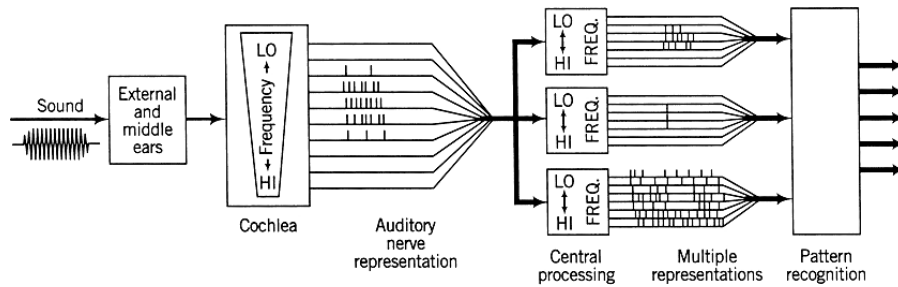 Sound
External
and
middle
ears
LO
Frequency
HI
Cochlea
Auditory
nerve
representation
LO
HI
FREQ.
LO
HI
FREQ.
LO
HI
FREQ.
Central
processing
Multiple
representations
Pattern
recognition